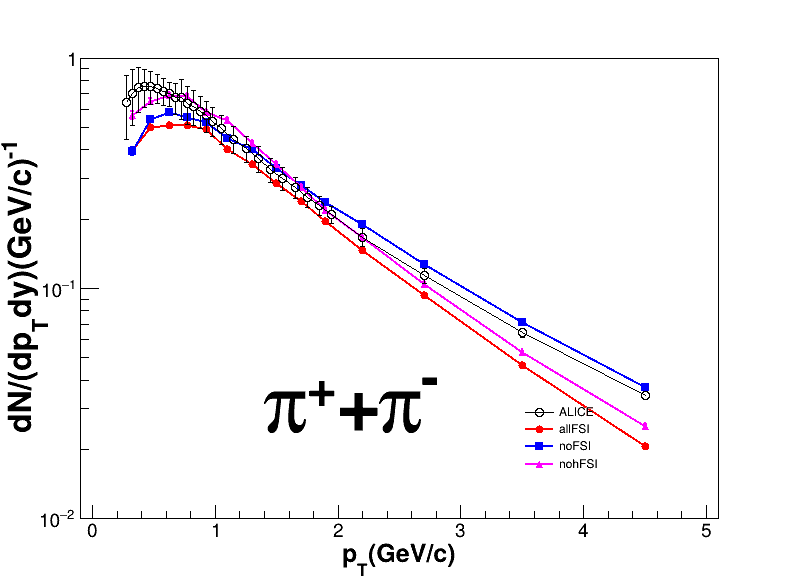 1
10⁻¹
10⁻²
dN/(dp_T dy)(GeV/c)⁻¹
π⁺+π⁻
ALICE
allFSI
noFSI
nohFSI
0 1 2 3 4 5
p_T(GeV/c)